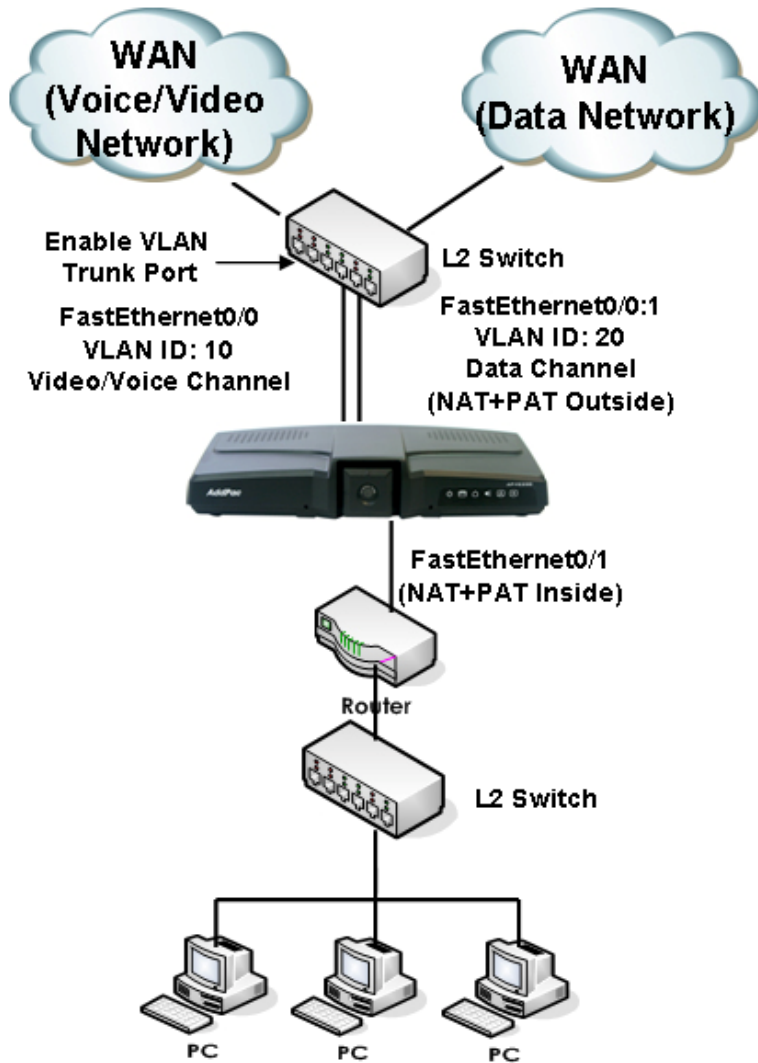 WAN
(Voice/Video
Network)
WAN
(Data Network)
Enable VLAN
Trunk Port
L2 Switch
FastEthernet0/0
VLAN ID: 10
Video/Voice Channel
FastEthernet0/0:1
VLAN ID: 20
Data Channel
(NAT+PAT Outside)
AddPac
FastEthernet0/1
(NAT+PAT Inside)
Router
L2 Switch
PC
PC
PC